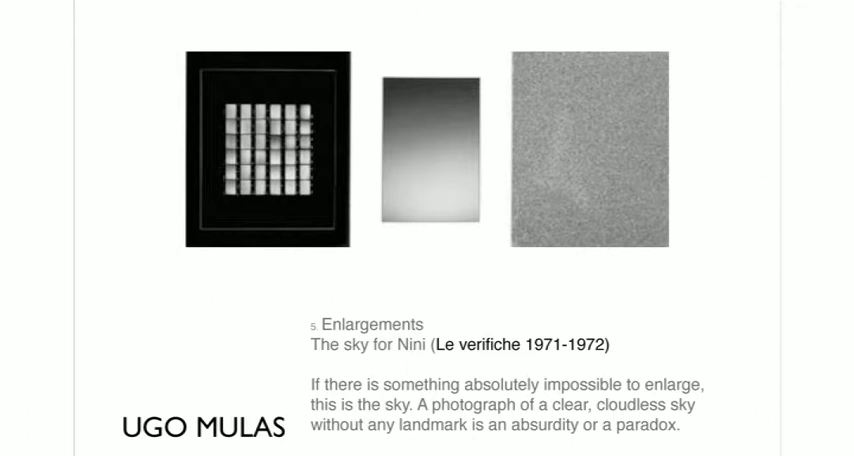 5. Enlargements
The sky for Nini (Le verifiche 1971-1972)
If there is something absolutely impossible to enlarge,
this is the sky. A photograph of a clear, cloudless sky
without any landmark is an absurdity or a paradox.
UGO MULAS